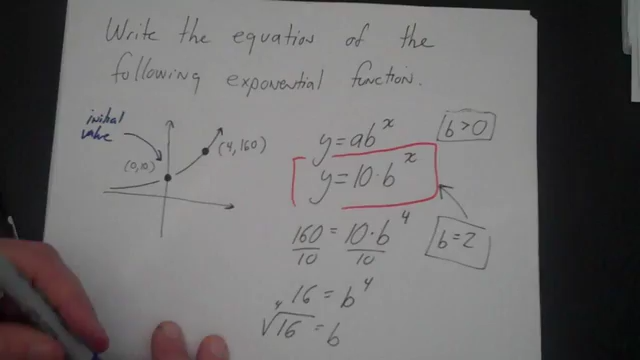 Write the equation of the
following exponential function.
initial
value
(0,10)
(4,160)
y=ab^x
b>0
y=10·b^x
160 = 10·b^4
10 10
b=2
16 = b^4
∜16 = b